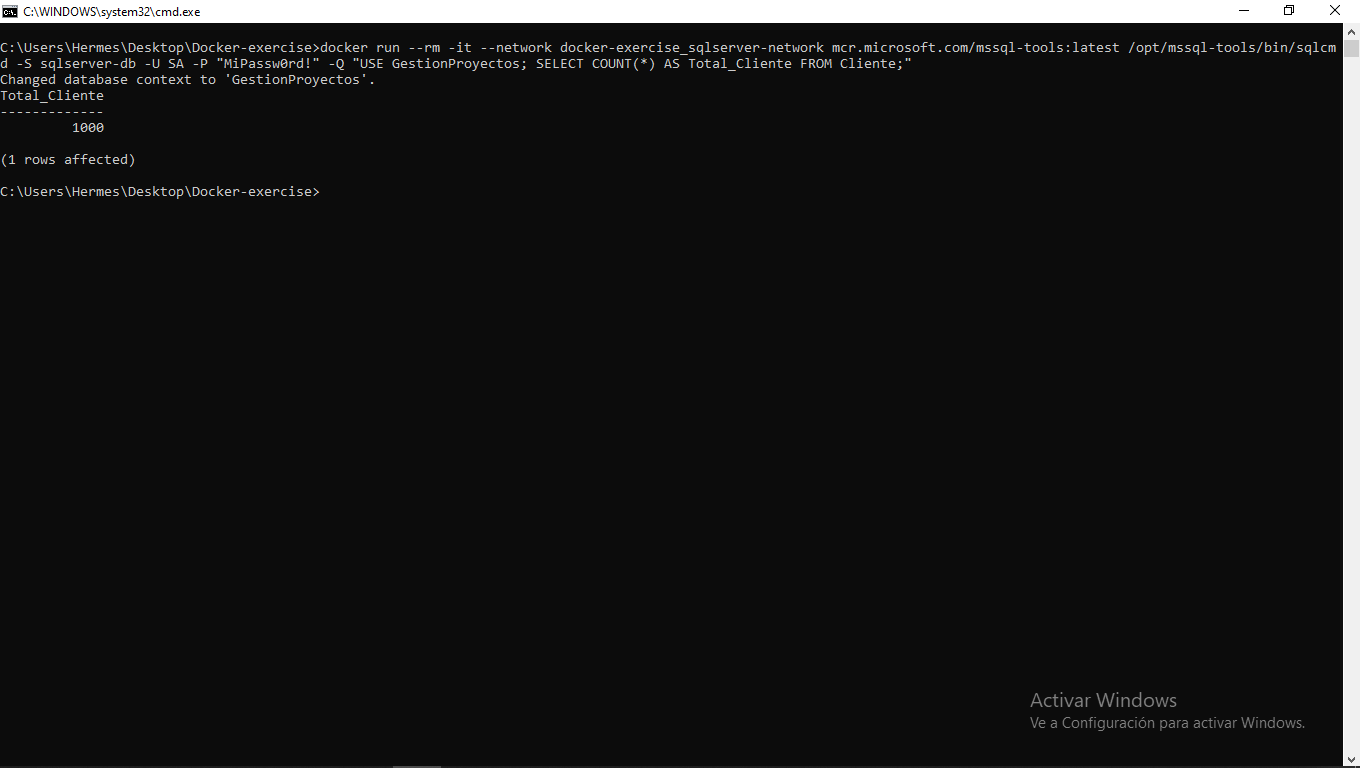 C:\WINDOWS\system32\cmd.exe
C:\Users\Hermes\Desktop\Docker-exercise>docker run --rm -it --network docker-exercise_sqlserver-network mcr.microsoft.com/mssql-tools:latest /opt/mssql-tools/bin/sqlcm
d -S sqlserver-db -U SA -P "MiPassw0rd!" -Q "USE GestionProyectos; SELECT COUNT(*) AS Total_Cliente FROM Cliente;"
Changed database context to 'GestionProyectos'.
Total_Cliente
-------------
         1000

(1 rows affected)

C:\Users\Hermes\Desktop\Docker-exercise>
Activar Windows
Ve a Configuración para activar Windows.